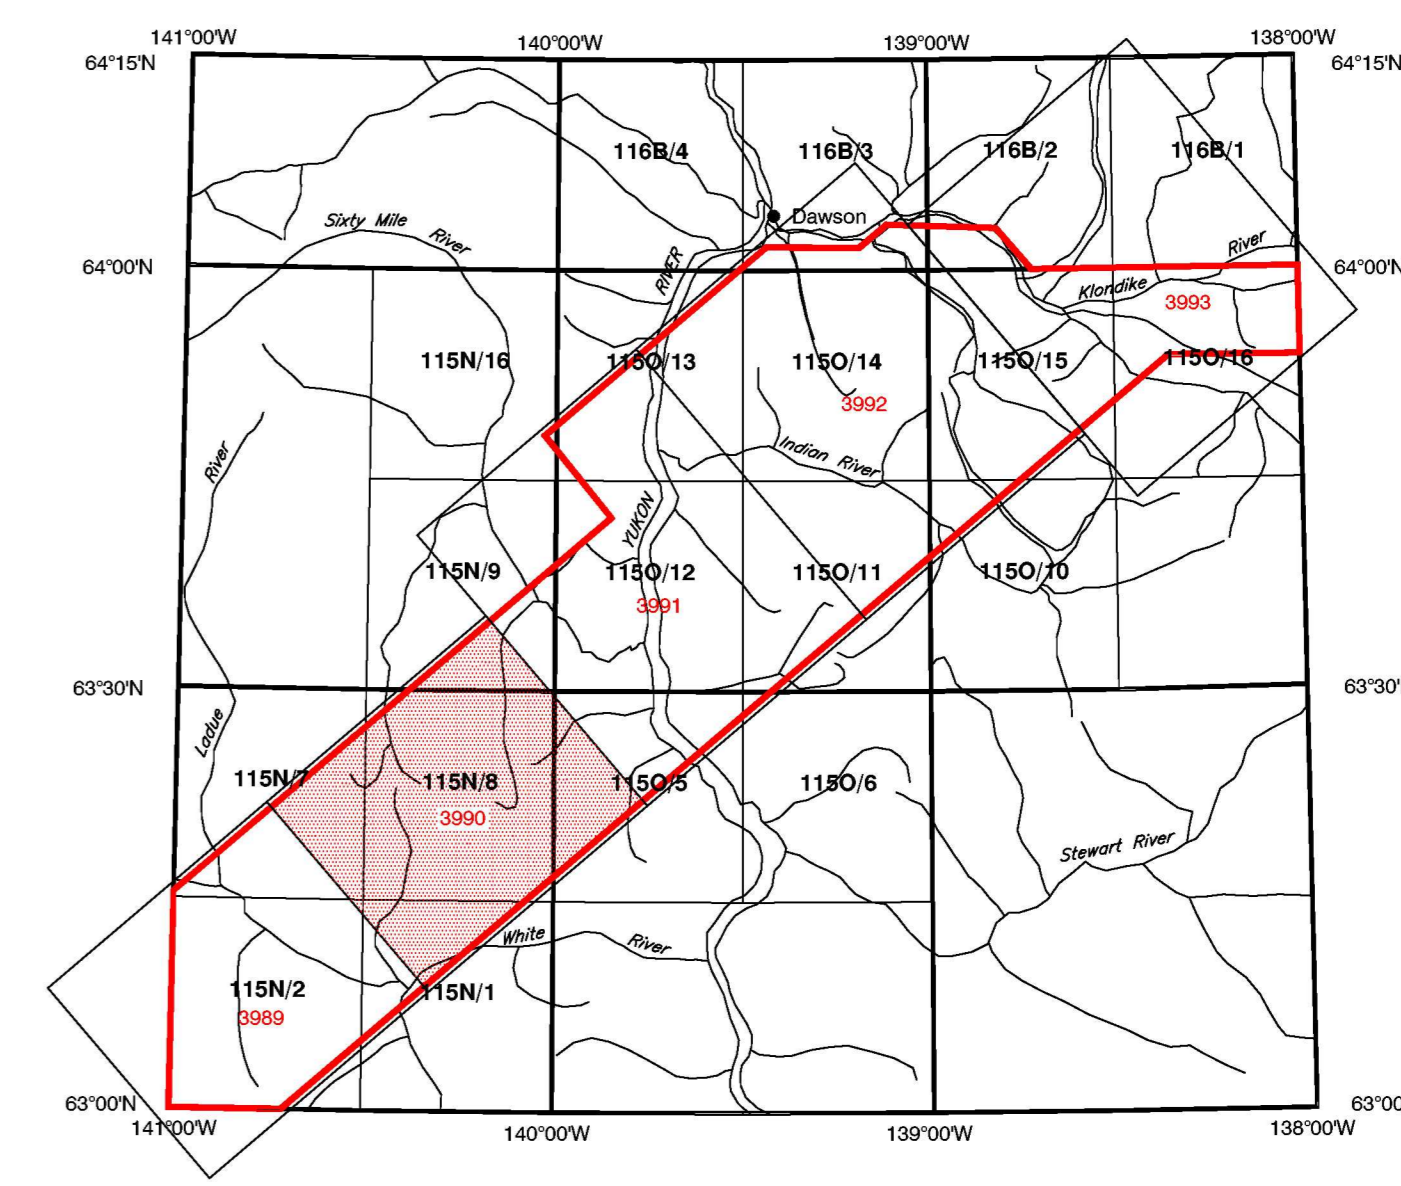 141°00'W 140°00'W 139°00'W 138°00'W
64°15'N 64°15'N
116B/4 116B/3 116B/2 116B/1
Sixty Mile River
Dawson
River
RIVER
64°00'N 64°00'N
Klondike
3993
115N/16 115O/13 115O/14 115O/15 115O/16
3992
River
Indian River
YUKON
115N/9 115O/12 115O/11 115O/10
3991
63°30'N 63°30'
Ladue
115N/7 115N/8 115O/5 115O/6
3990
Stewart River
White River
115N/2 115N/1
3989
63°00'N 63°00
141°00'W 140°00'W 139°00'W 138°00'W